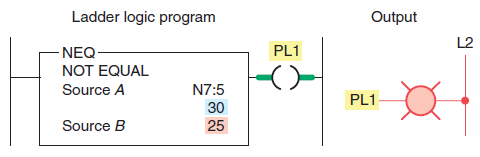 Ladder logic program
Output
NEQ
NOT EQUAL
Source A N7:5
30
Source B 25
PL1
L2
PL1